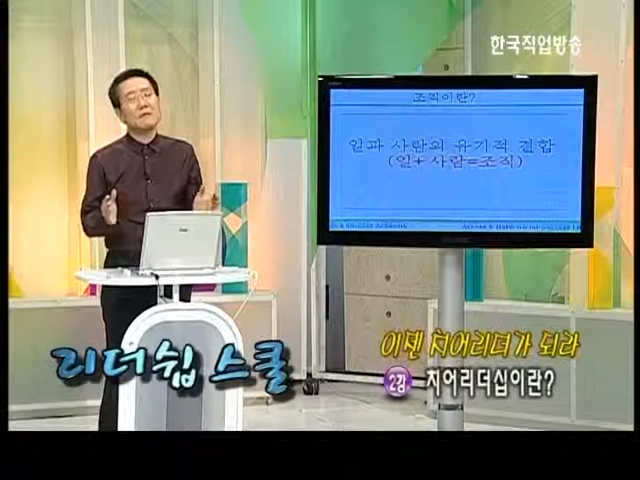 한국직업방송
조직이란?
일과 사람의 유기적 결합
(일+사람=조직)
리더쉽 스쿨
이젠 치어리더가 되라
2강 치어리더십이란?